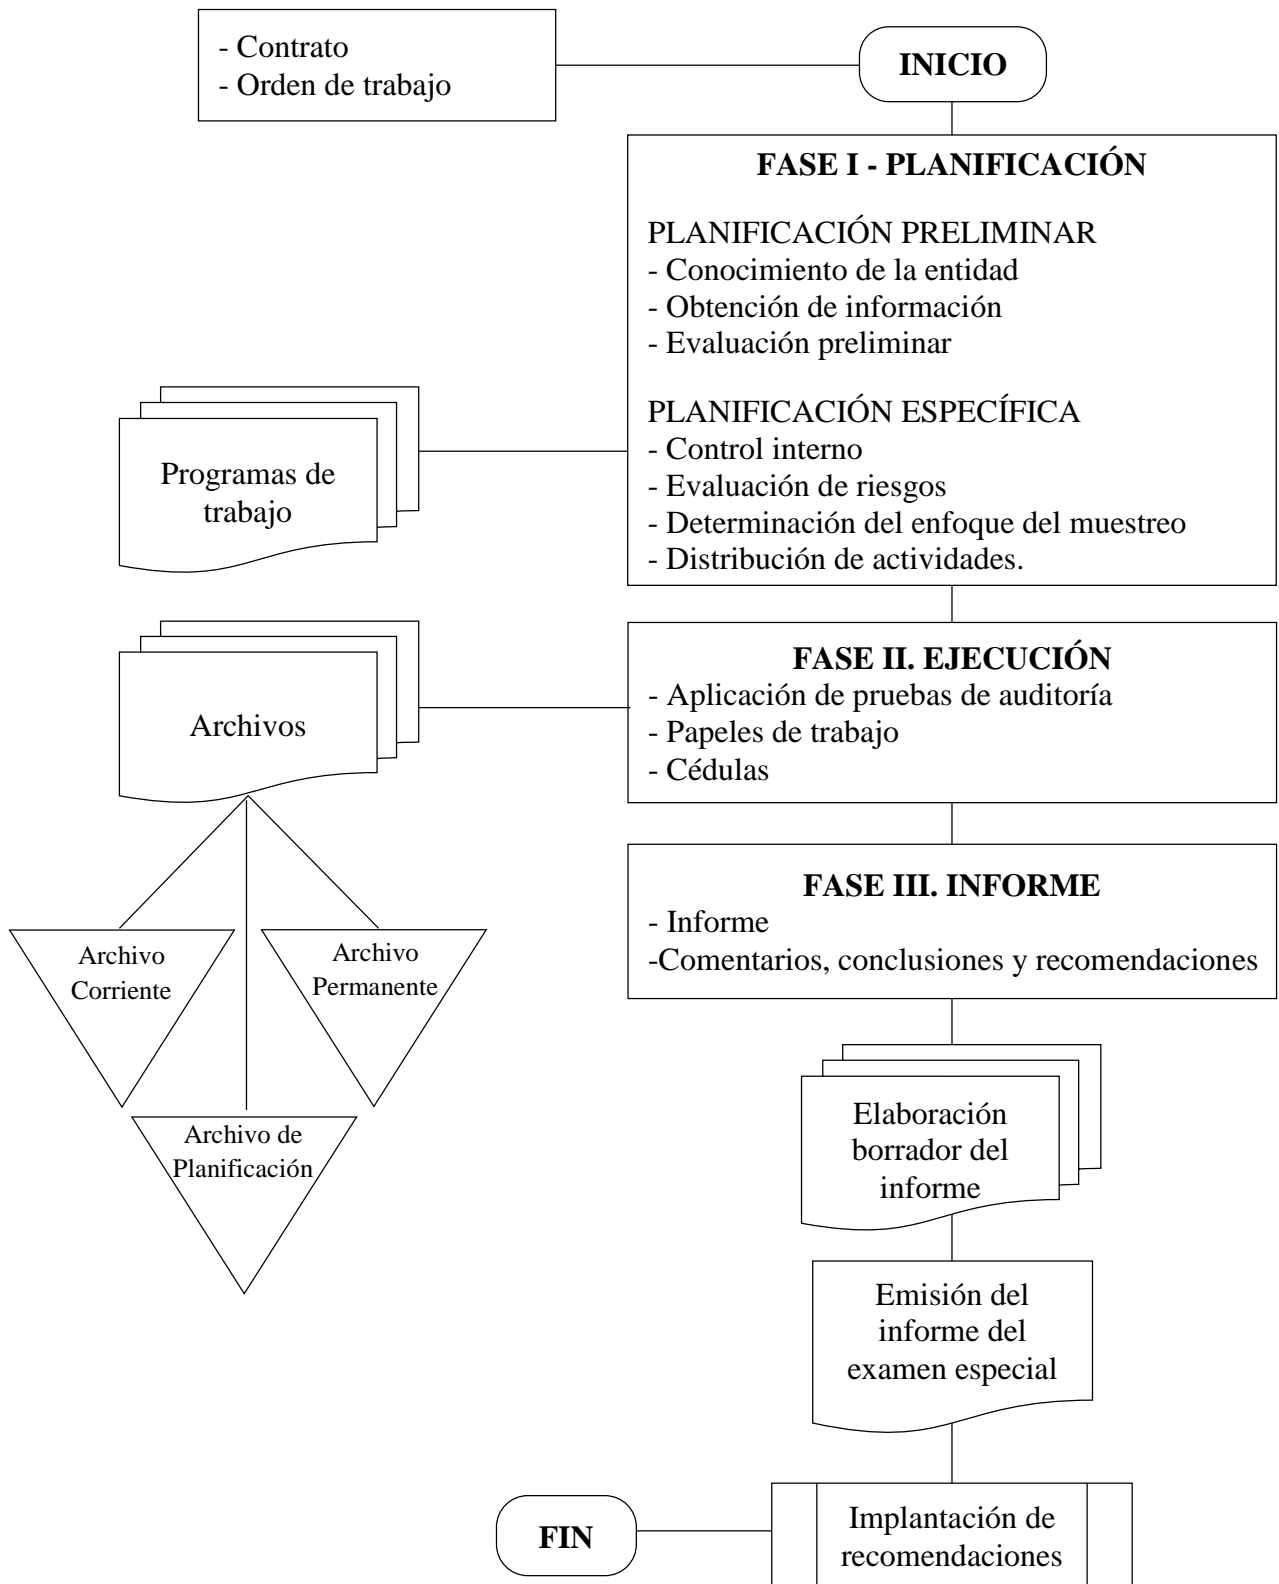 - Contrato
- Orden de trabajo
INICIO
FASE I - PLANIFICACIÓN
PLANIFICACIÓN PRELIMINAR
- Conocimiento de la entidad
- Obtención de información
- Evaluación preliminar
PLANIFICACIÓN ESPECÍFICA
- Control interno
- Evaluación de riesgos
- Determinación del enfoque del muestreo
- Distribución de actividades.
Programas de
trabajo
FASE II. EJECUCIÓN
- Aplicación de pruebas de auditoría
- Papeles de trabajo
- Cédulas
Archivos
Archivo
Corriente
Archivo
Permanente
Archivo de
Planificación
FASE III. INFORME
- Informe
-Comentarios, conclusiones y recomendaciones
Elaboración
borrador del
informe
Emisión del
informe del
examen especial
Implantación de
recomendaciones
FIN